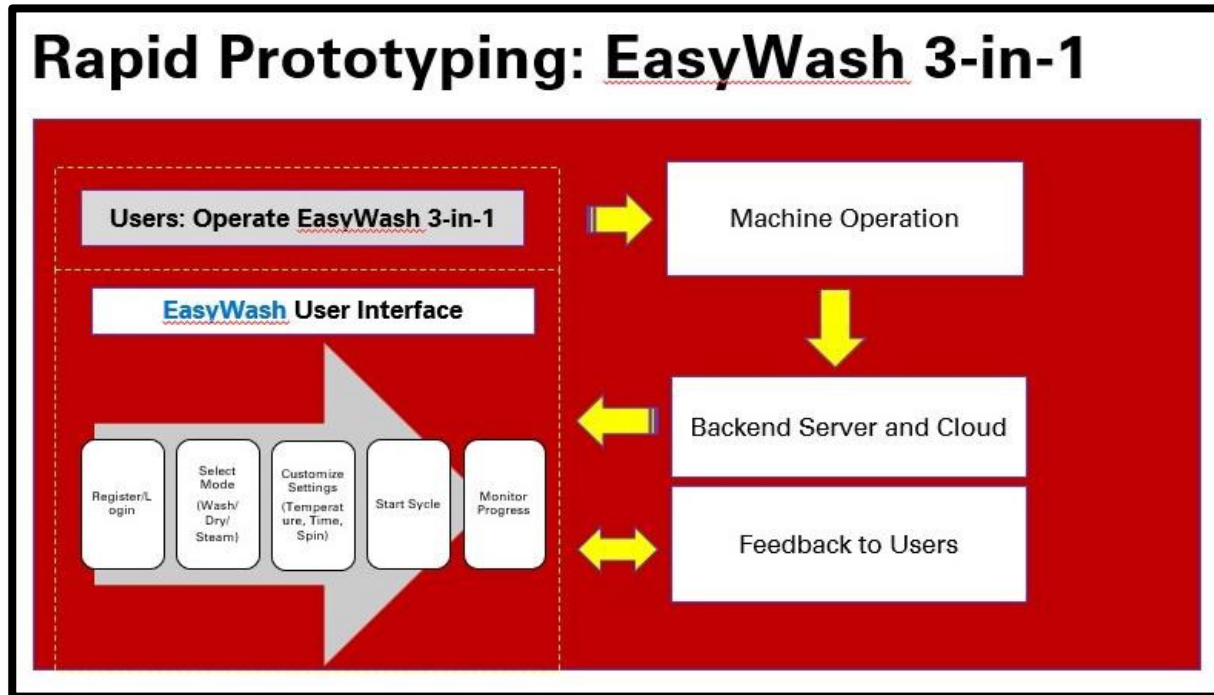 Rapid Prototyping: EasyWash 3-in-1
Users: Operate EasyWash 3-in-1
Machine Operation
EasyWash User Interface
Backend Server and Cloud
Register/L
ogin
Select
Mode
(Wash/
Dry/
Steam)
Customize
Settings
(Temperat
ure, Time,
Spin)
Start Sycle
Monitor
Progress
Feedback to Users